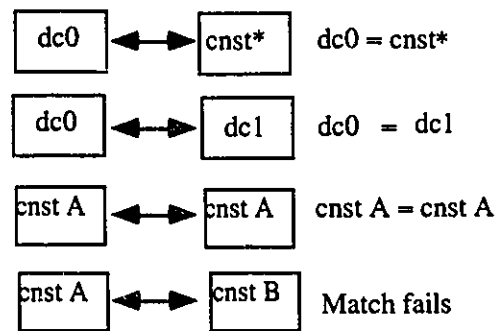 dc0 cnst* dc0 = cnst*
dc0 dc1 dc0 = dc1
cnst A cnst A cnst A = cnst A
cnst A cnst B Match fails